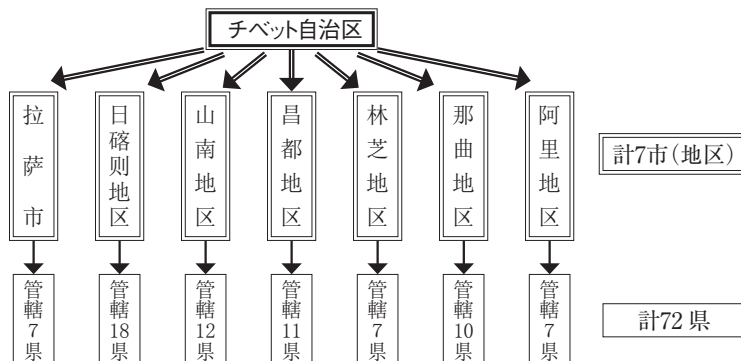 チベット自治区
拉萨市
日喀则地区
山南地区
昌都地区
林芝地区
那曲地区
阿里地区
計7市（地区）
管轄7県
管轄18県
管轄12県
管轄11県
管轄7県
管轄10県
管轄7県
計72県